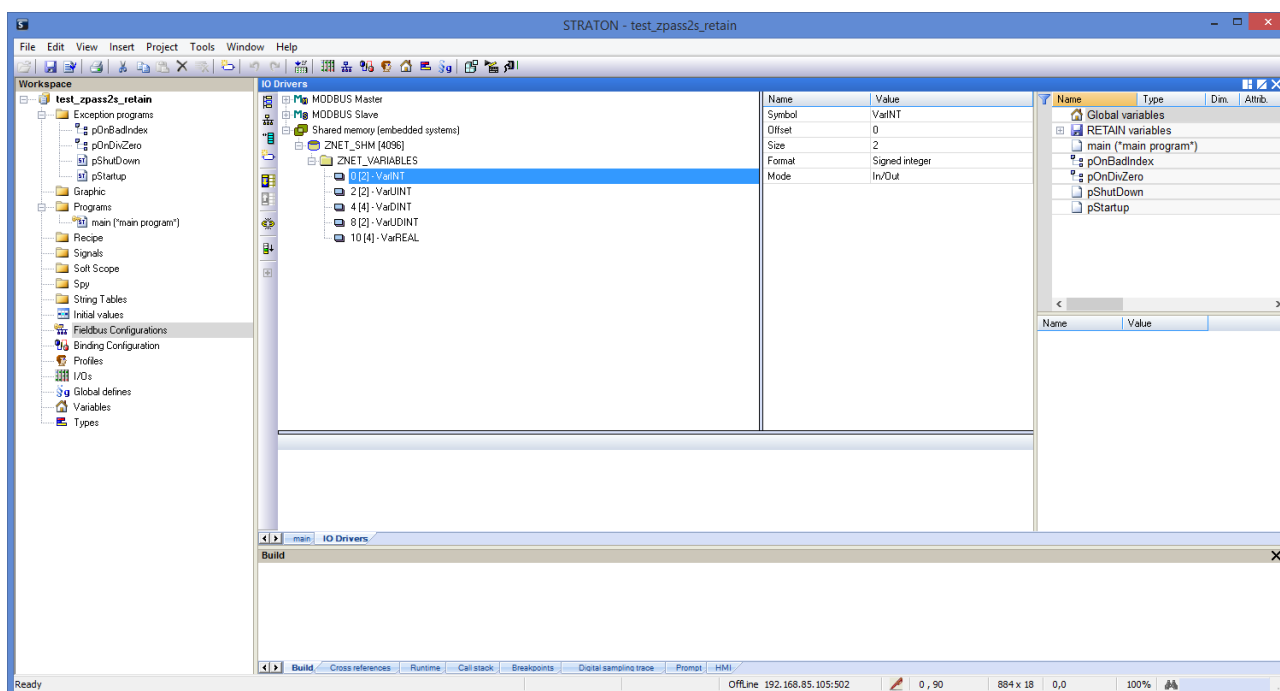 STRATON - test_zpass2s_retain
File Edit View Insert Project Tools Window Help
Workspace
test_zpass2s_retain
Exception programs
pOnBadIndex
pOnDivZero
pShutDown
pStartup
Graphic
Programs
main (*main program*)
Recipe
Signals
Soft Scope
Spy
String Tables
Initial values
Fieldbus Configurations
Binding Configuration
Profiles
I/Os
Global defines
Variables
Types
IO Drivers
MODBUS Master
MODBUS Slave
Shared memory (embedded systems)
ZNET_SHM [4096]
ZNET_VARIABLES
0 [2] - VarINT
2 [2] - VarUINT
4 [4] - VarDINT
8 [2] - VarUDINT
10 [4] - VarREAL
Name Value
Symbol VarINT
Offset 0
Size 2
Format Signed integer
Mode In/Out
Name Type Dim. Attrib.
Global variables
RETAIN variables
main (*main program*)
pOnBadIndex
pOnDivZero
pShutDown
pStartup
Name Value
main IO Drivers
Build
Build Cross references Runtime Call stack Breakpoints Digital sampling trace Prompt HMI
Ready OffLine 192.168.85.105:502 0 , 90 884 x 18 0,0 100%